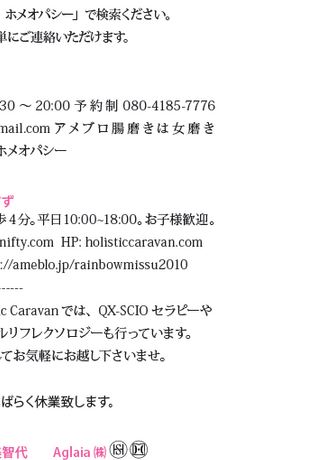 ホメオパシー」で検索ください。
単にご連絡いただけます。
30 ～ 20:00 予約制 080-4185-7776
mail.com アメブロ腸磨きは女磨き
ホメオパシー
ず
歩 4 分。平日10:00~18:00。お子様歓迎。
nifty.com HP: holisticcaravan.com
://ameblo.jp/rainbowmissu2010
------
ic Caravan では、QX-SCIO セラピーや
ルリフレクソロジーも行っています。
してお気軽にお越し下さいませ。
ばらく休業致します。
智代 Aglaia ㈱